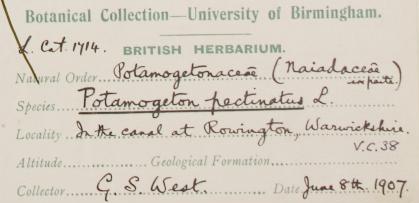 Botanical Collection—University of Birmingham.
L. Cat. 1714. BRITISH HERBARIUM.
Natural Order Potamogetonaceae (Naiadaceae
in parte.)
Species Potamogeton pectinatus L.
Locality In the canal at Rowington, Warwickshire.
V.C. 38
Altitude Geological Formation
Collector G. S. West. Date June 8th 1907.